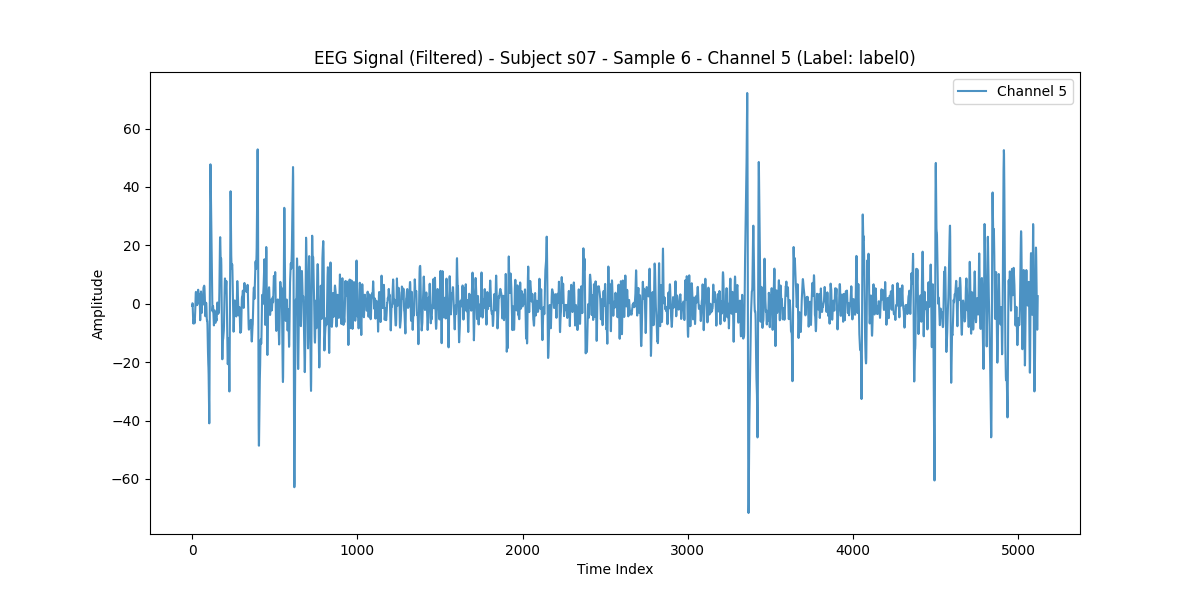 EEG Signal (Filtered) - Subject s07 - Sample 6 - Channel 5 (Label: label0)
Channel 5
60
40
20
0
−20
−40
−60
Amplitude
0 1000 2000 3000 4000 5000
Time Index